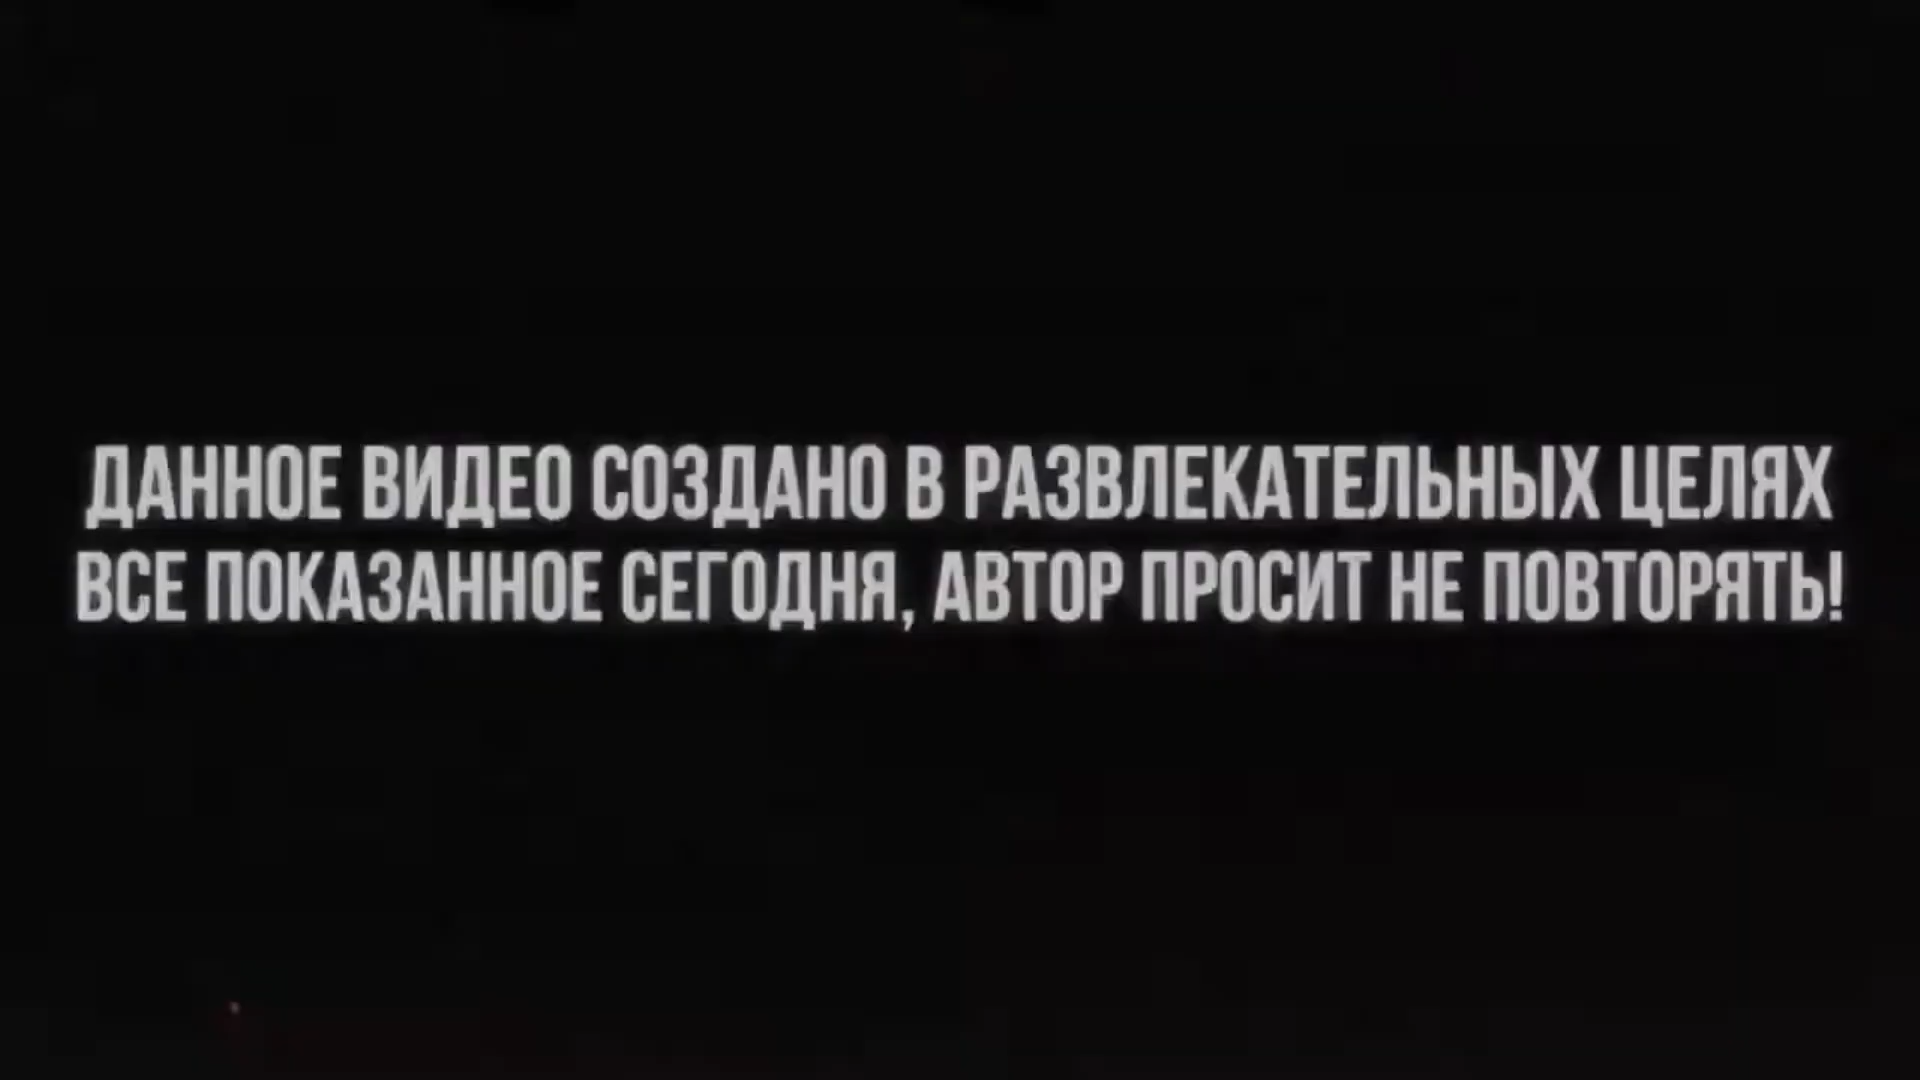 ДАННОЕ ВИДЕО СОЗДАНО В РАЗВЛЕКАТЕЛЬНЫХ ЦЕЛЯХ
ВСЕ ПОКАЗАННОЕ СЕГОДНЯ, АВТОР ПРОСИТ НЕ ПОВТОРЯТЬ!